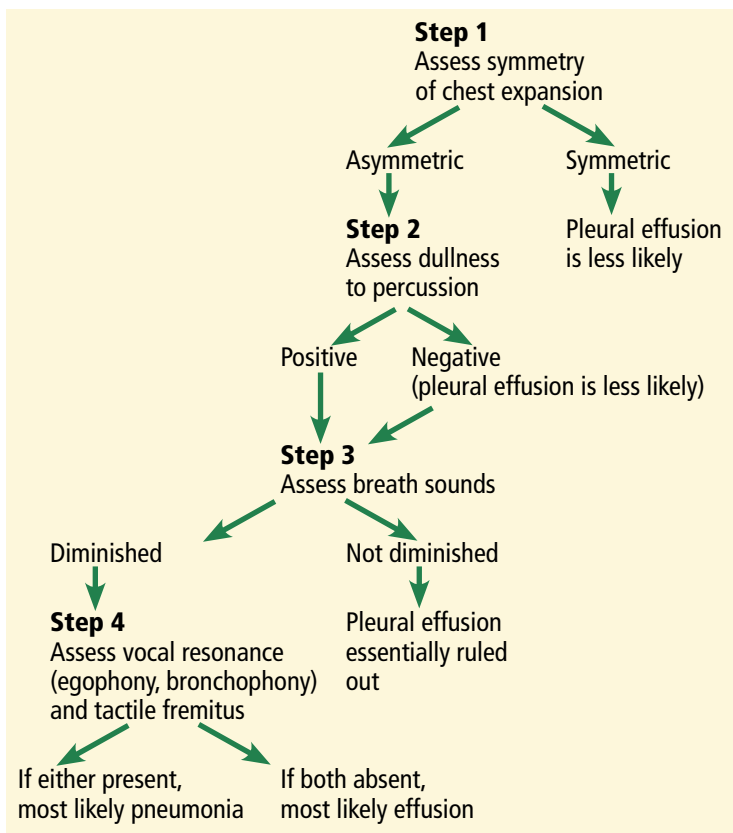 Step 1
Assess symmetry
of chest expansion
Asymmetric
Symmetric
Step 2
Assess dullness
to percussion
Pleural effusion
is less likely
Positive
Negative
(pleural effusion is less likely)
Step 3
Assess breath sounds
Diminished
Not diminished
Step 4
Assess vocal resonance
(egophony, bronchophony)
and tactile fremitus
Pleural effusion
essentially ruled
out
If either present,
most likely pneumonia
If both absent,
most likely effusion